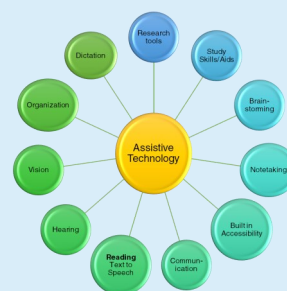 Research
tools
Study
Skills/Aids
Brain-
storming
Notetaking
Built in
Accessibility
Commun-
ication
Reading
Text to
Speech
Hearing
Vision
Organization
Dictation
Assistive
Technology